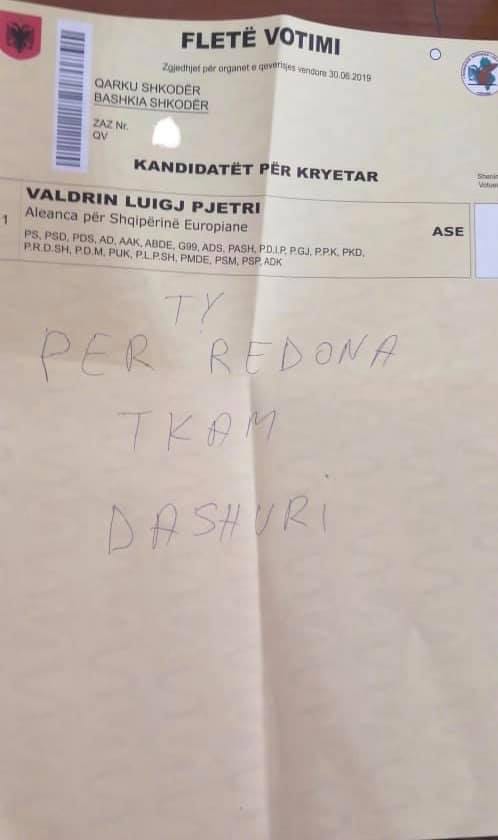 FLETË VOTIMI
Zgjedhjet për organet e qeverisjes vendore 30.06.2019
QARKU SHKODËR
BASHKIA SHKODËR
ZAZ Nr.
QV
KANDIDATËT PËR KRYETAR
1
VALDRIN LUIGJ PJETRI
Aleanca për Shqipërinë Europiane
ASE
PS, PSD, PDS, AD, AAK, ABDE, G99, ADS, PASH, P.D.I.P, P.GJ, P.P.K, PKD,
P.R.D.SH, P.D.M, PUK, P.L.P.SH, PMDE, PSM, PSP, ADK
TY
PER REDONA
TKAM
DASHURI